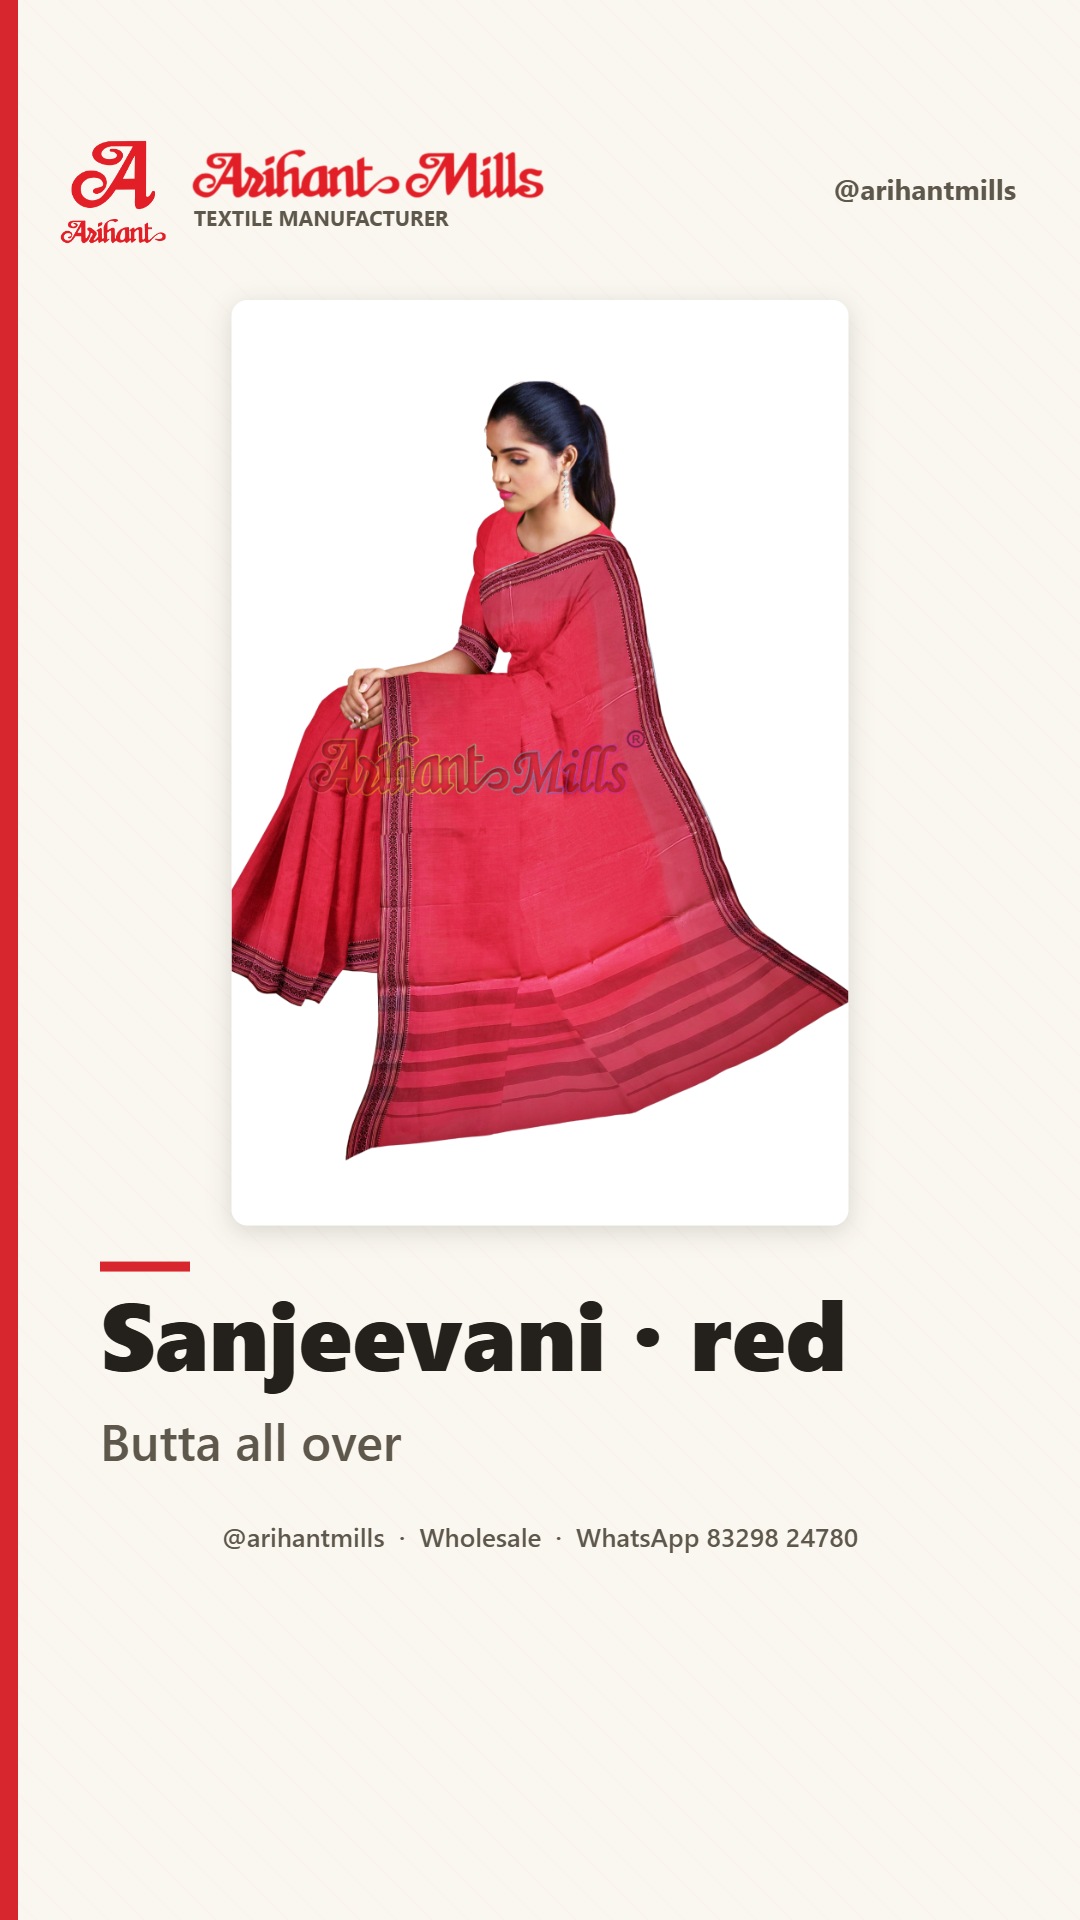 A
Arihant
Arihant Mills
TEXTILE MANUFACTURER
@arihantmills
Arihant Mills®
Sanjeevani · red
Butta all over
@arihantmills · Wholesale · WhatsApp 83298 24780